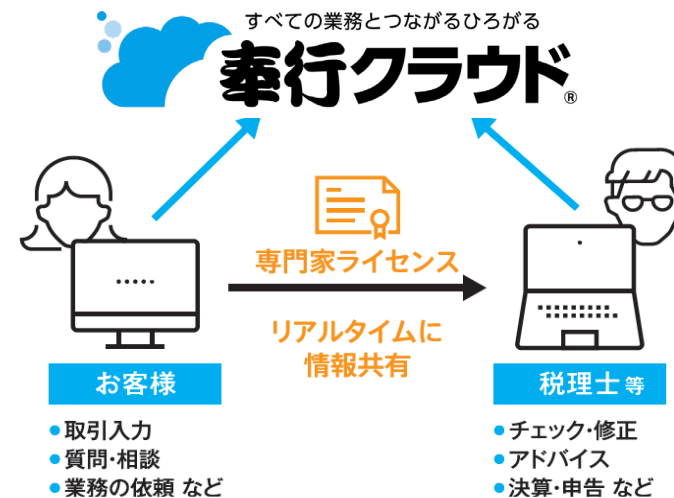 すべての業務とつながるひろがる
奉行クラウド®
専門家ライセンス
リアルタイムに
情報共有
お客様
•取引入力
•質問・相談
•業務の依頼 など
税理士等
•チェック・修正
•アドバイス
•決算・申告 など